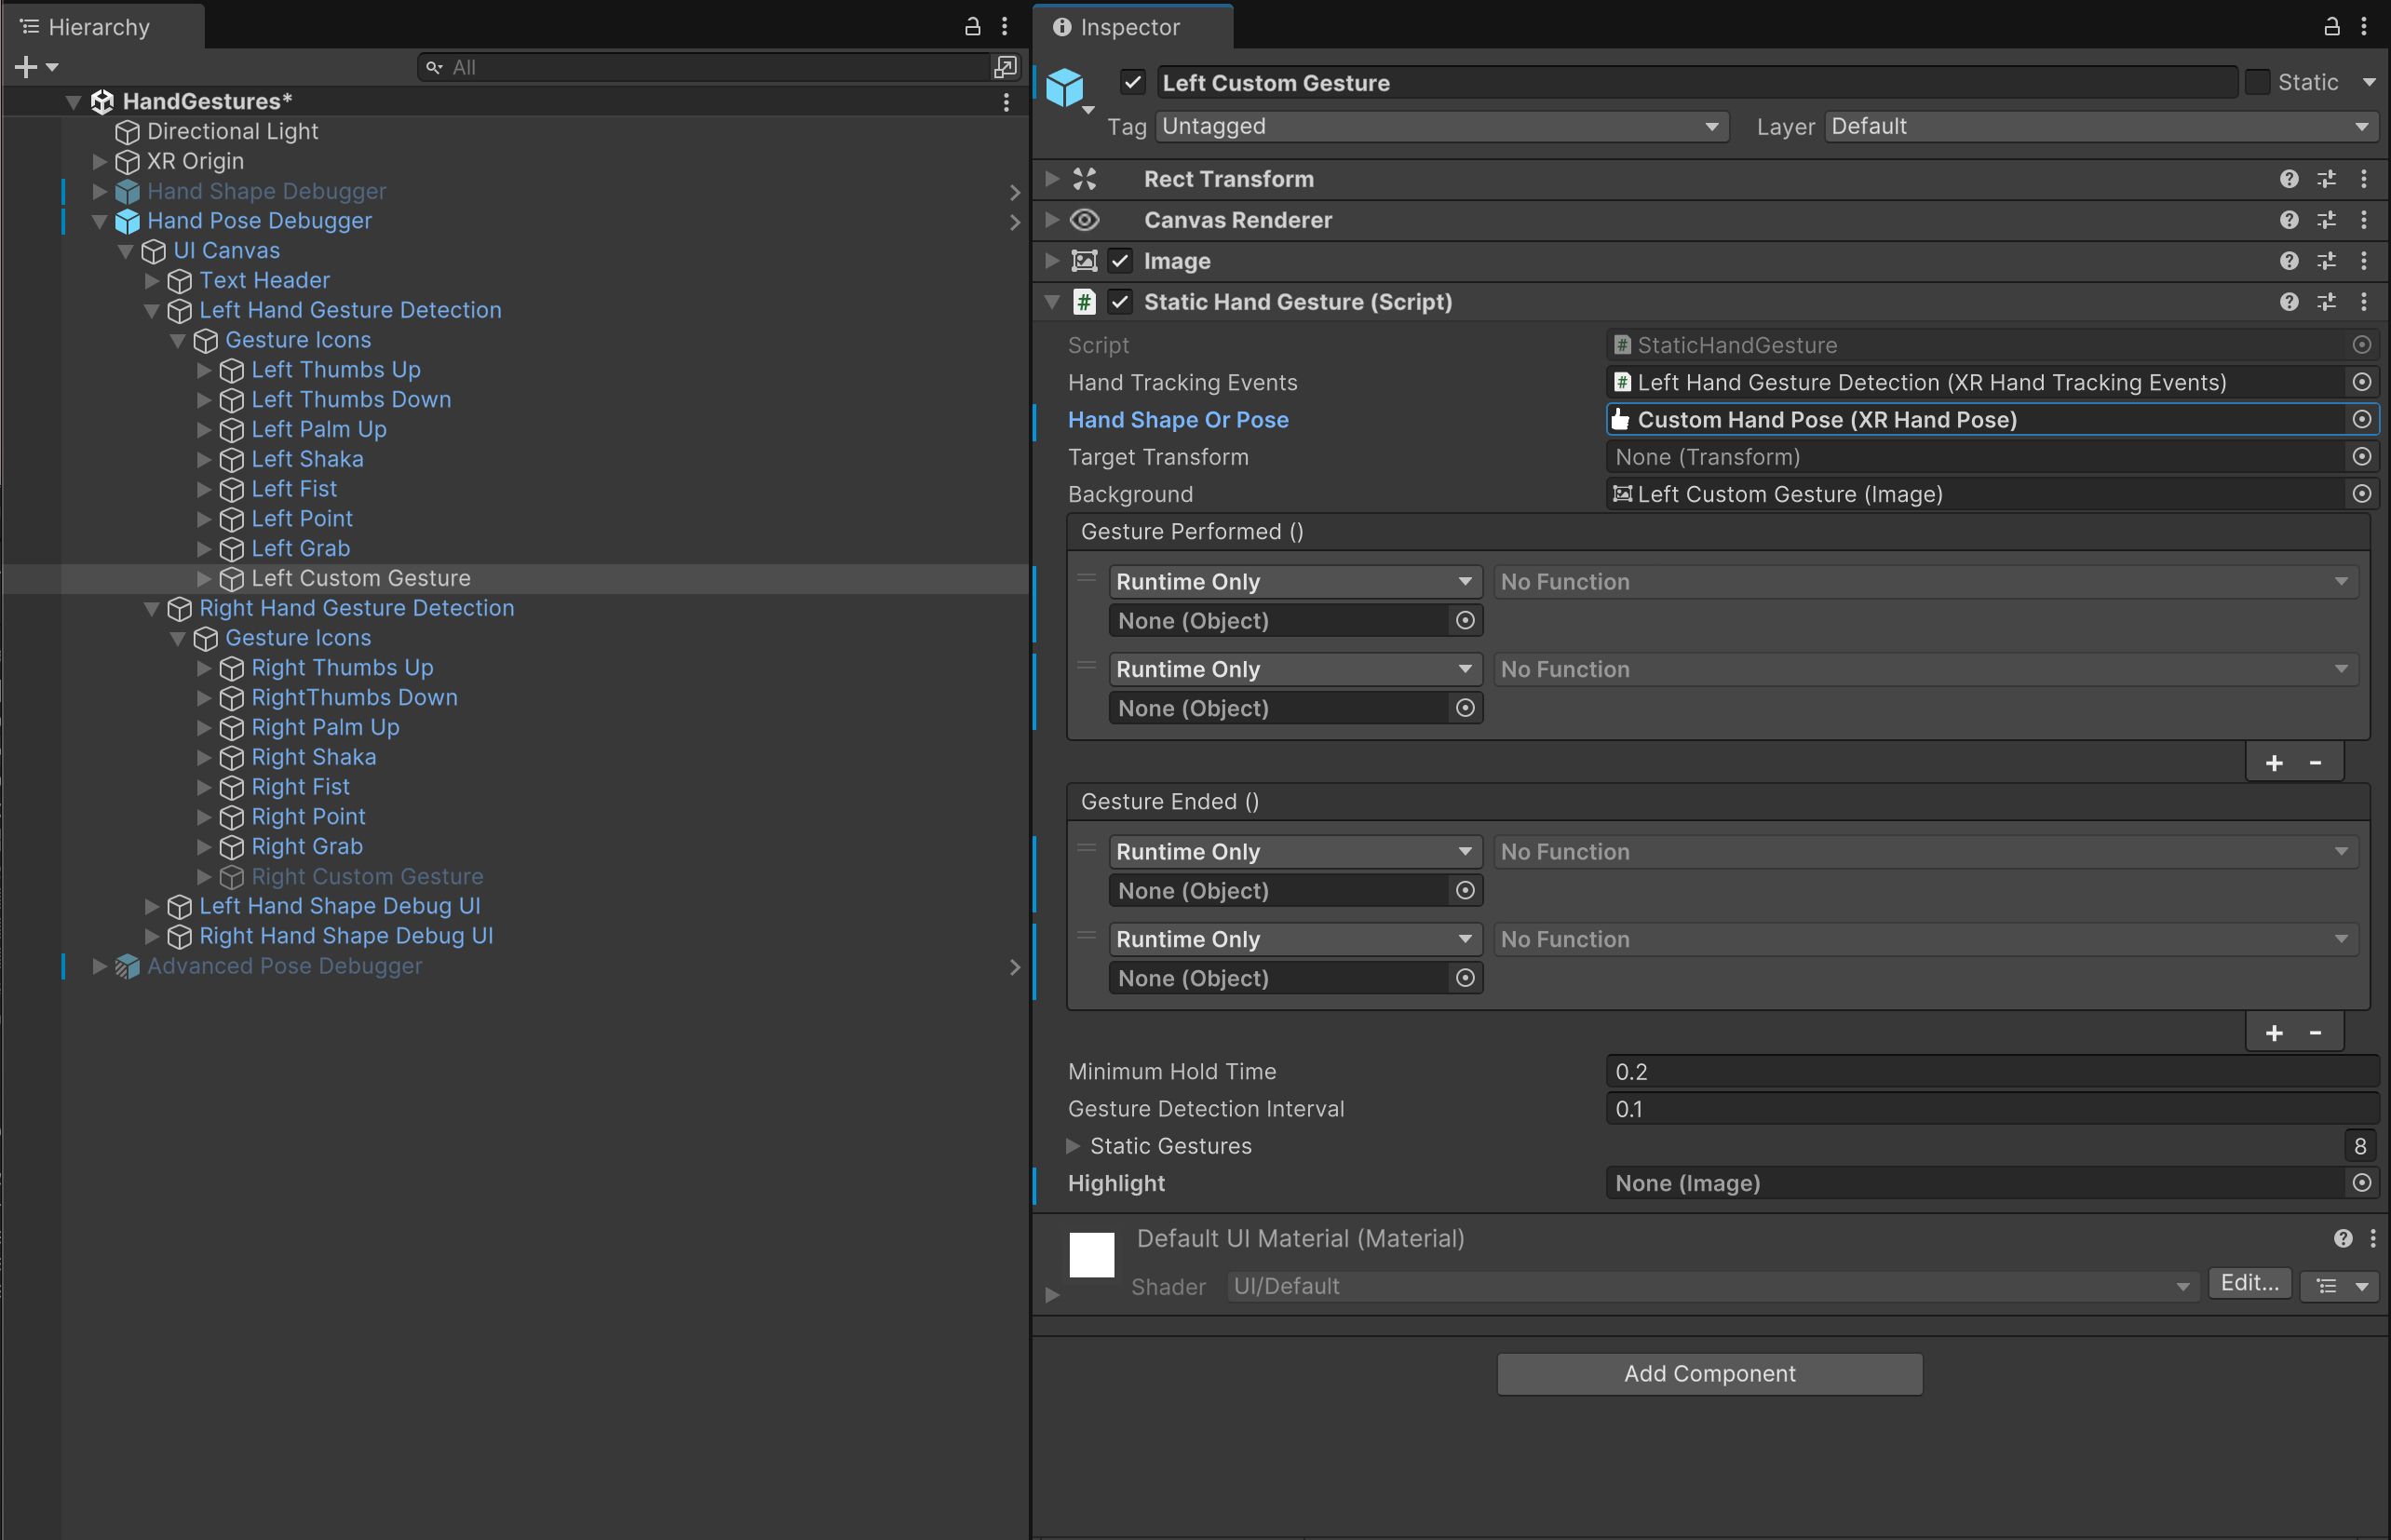 Hierarchy
All
HandGestures*
Directional Light
XR Origin
Hand Shape Debugger
Hand Pose Debugger
UI Canvas
Text Header
Left Hand Gesture Detection
Gesture Icons
Left Thumbs Up
Left Thumbs Down
Left Palm Up
Left Shaka
Left Fist
Left Point
Left Grab
Left Custom Gesture
Right Hand Gesture Detection
Gesture Icons
Right Thumbs Up
RightThumbs Down
Right Palm Up
Right Shaka
Right Fist
Right Point
Right Grab
Right Custom Gesture
Left Hand Shape Debug UI
Right Hand Shape Debug UI
Advanced Pose Debugger
Inspector
Left Custom Gesture Static
Tag Untagged Layer Default
Rect Transform
Canvas Renderer
Image
Static Hand Gesture (Script)
Script StaticHandGesture
Hand Tracking Events Left Hand Gesture Detection (XR Hand Tracking Events)
Hand Shape Or Pose Custom Hand Pose (XR Hand Pose)
Target Transform None (Transform)
Background Left Custom Gesture (Image)
Gesture Performed ()
Runtime Only No Function
None (Object)
Runtime Only No Function
None (Object)
+ -
Gesture Ended ()
Runtime Only No Function
None (Object)
Runtime Only No Function
None (Object)
+ -
Minimum Hold Time 0.2
Gesture Detection Interval 0.1
Static Gestures 8
Highlight None (Image)
Default UI Material (Material)
Shader UI/Default Edit...
Add Component